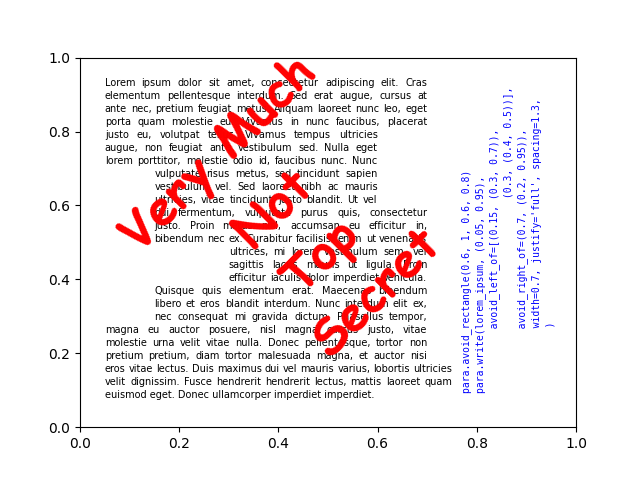 1.0
0.8
0.6
0.4
0.2
0.0
0.0 0.2 0.4 0.6 0.8 1.0
Lorem ipsum dolor sit amet, consectetur adipiscing elit. Cras
elementum pellentesque interdum. Sed erat augue, cursus at
ante nec, pretium feugiat metus. Aliquam laoreet nunc leo, eget
porta quam molestie eu. Vivamus in nunc faucibus, placerat
justo eu, volutpat Vivamus tempus ultricies
augue, non feugiat ante vestibulum sed. Nulla eget
lorem porttitor, molestie odio id, faucibus nunc. Nunc
vulputate risus metus, sed tincidunt sapien
vestibulum vel. Sed laoreet nibh ac mauris
ultricies, vitae tincidunt justo blandit. Ut vel
dui fermentum, vulputate purus quis, consectetur
justo. Proin accumsan eu efficitur in,
bibendum nec ex. Curabitur facilisis ut venenatis
ultrices, mi lorem vestibulum sem, vel
sagittis lacus mauris ut ligula. Proin
efficitur iaculis dolor imperdiet vehicula.
Quisque quis elementum erat. Maecenas bibendum
libero et eros blandit interdum. Nunc interdum elit ex,
nec consequat mi gravida dictum. Phasellus tempor,
magna eu auctor posuere, nisl magna justo, vitae
molestie urna velit vitae nulla. Donec pellentesque, tortor non
pretium pretium, diam tortor malesuada magna, et auctor nisi
eros vitae lectus. Duis maximus dui vel mauris varius, lobortis ultricies
velit dignissim. Fusce hendrerit hendrerit lectus, mattis laoreet quam
euismod eget. Donec ullamcorper imperdiet imperdiet.
Very Much
Not
Top
Secret
para.avoid_rectangle(0.6, 1, 0.6, 0.8)
para.write(lorem_ipsum, (0.05, 0.95),
avoid_left_of=[(0.15, (0.3, 0.7)),
(0.3, (0.4, 0.5))],
avoid_right_of=(0.7, (0.2, 0.95)),
width=0.7, justify='full', spacing=1.3,
)